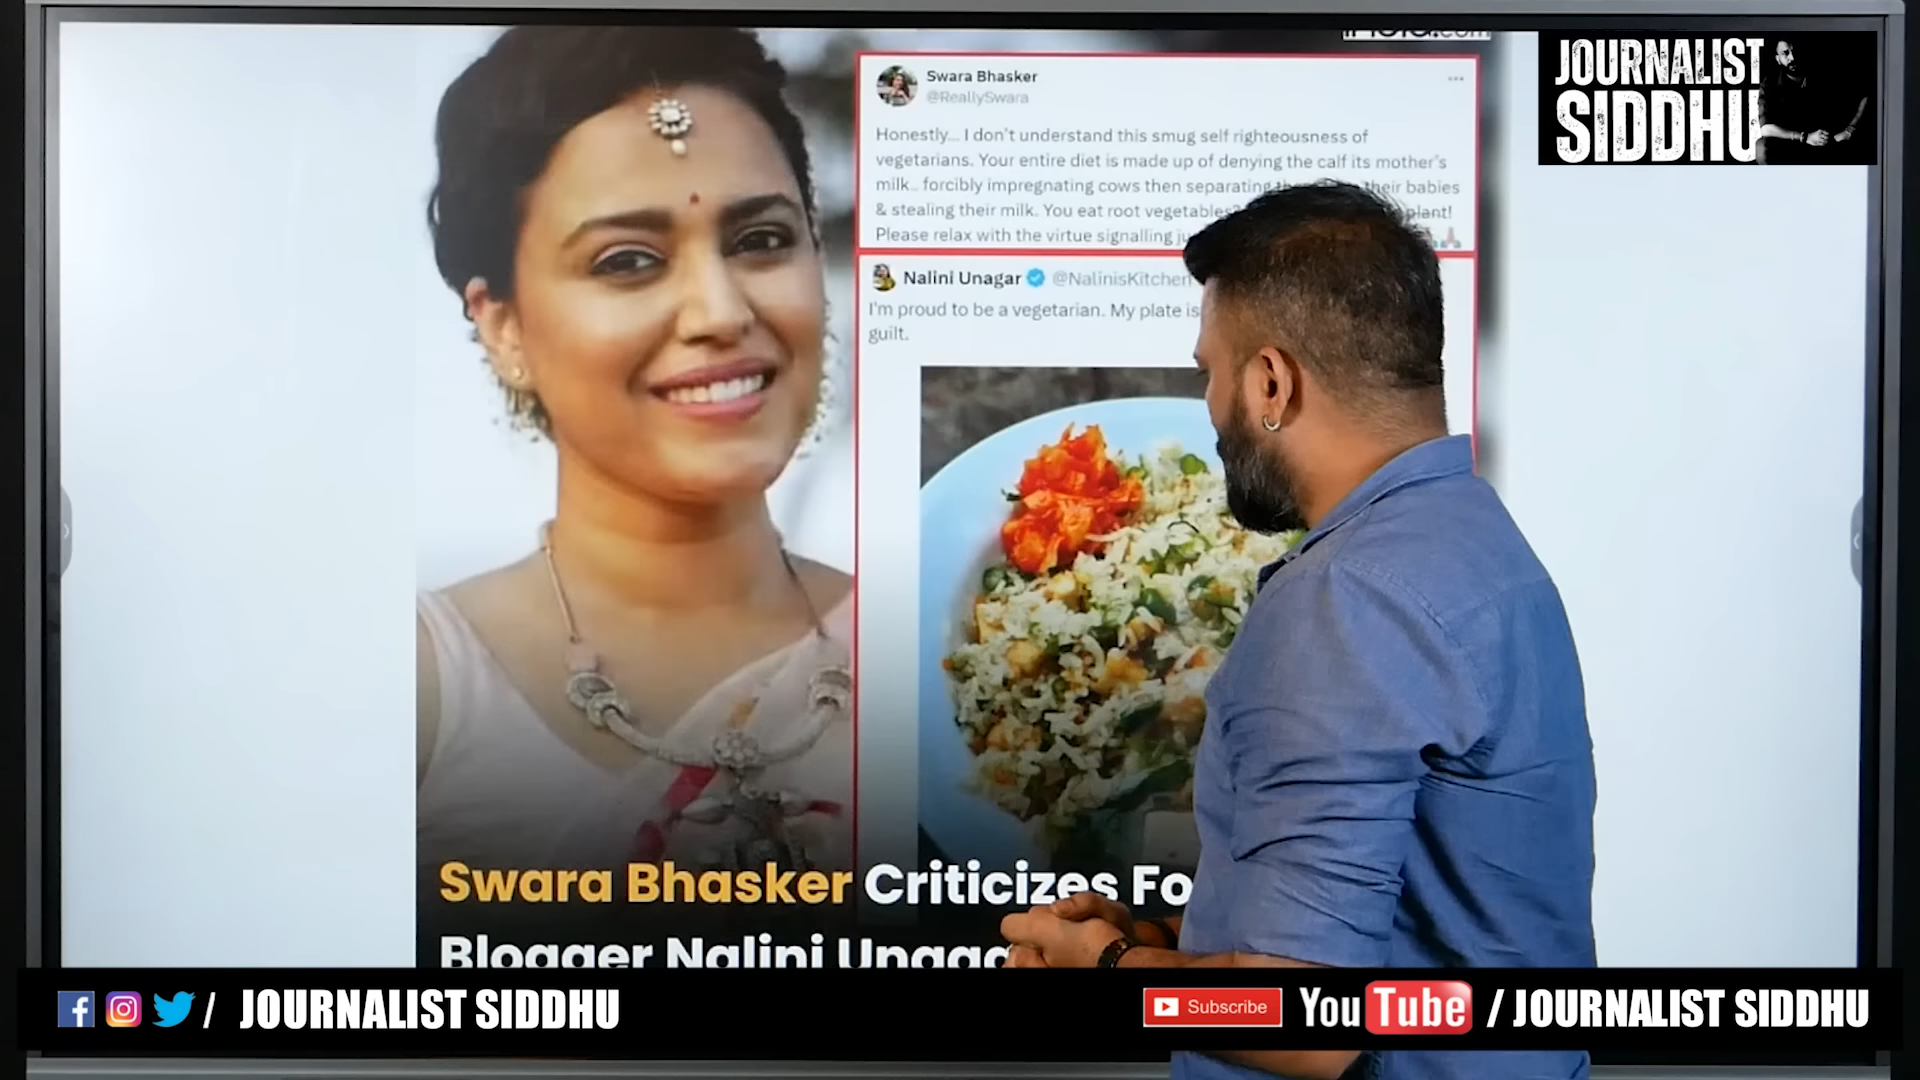 JOURNALIST
SIDDHU
Swara Bhasker
@ReallySwara
Honestly... I don't understand this smug self righteousness of
vegetarians. Your entire diet is made up of denying the calf its mother's
milk.. forcibly impregnating cows then separating their babies
& stealing their milk. You eat root vegetables? plant!
Please relax with the virtue signalling
Nalini Unagar @NalinisKitchen
I'm proud to be a vegetarian. My plate is
guilt.
Swara Bhasker Criticizes
Blogger Nalini
/ JOURNALIST SIDDHU
Subscribe YouTube / JOURNALIST SIDDHU